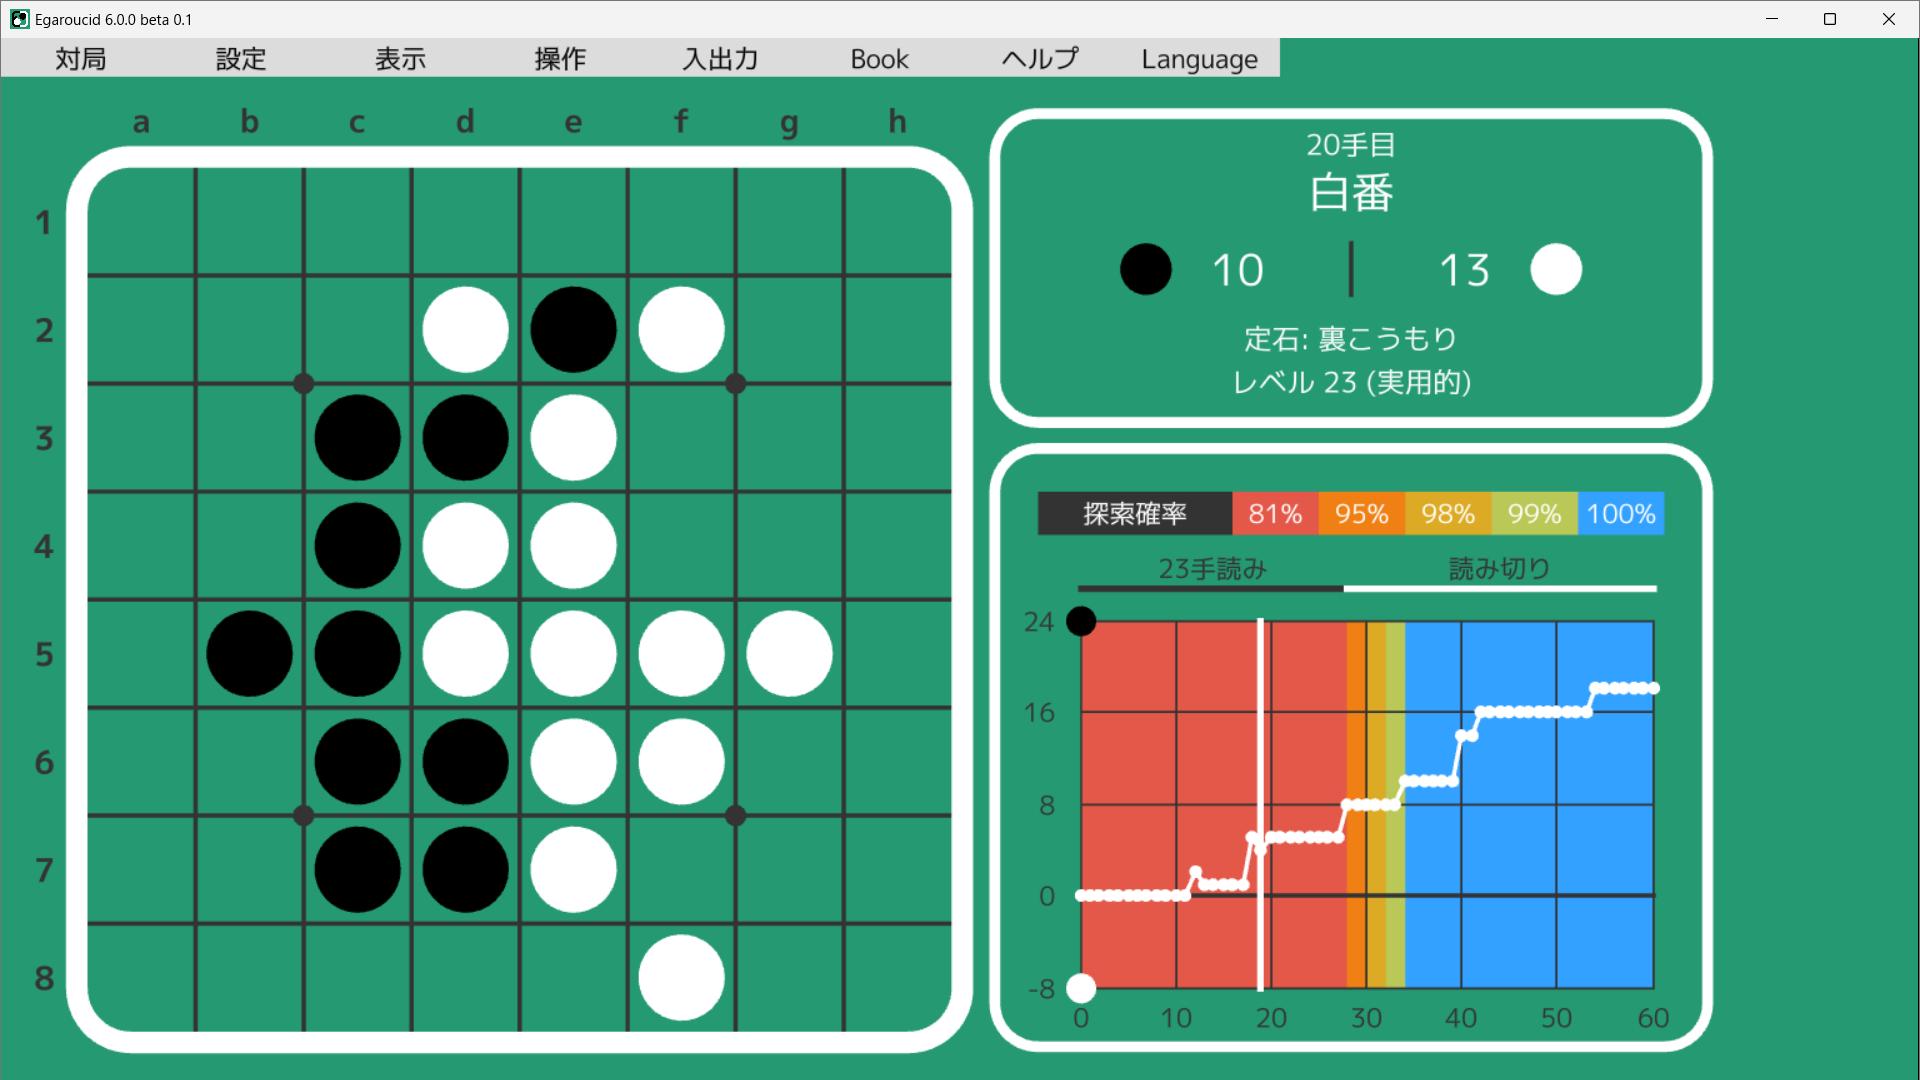 Egaroucid 6.0.0 beta 0.1
対局 設定 表示 操作 入出力 Book ヘルプ Language
a b c d e f g h
1
2
3
4
5
6
7
8
20手目
白番
10 13
定石: 裏こうもり
レベル 23 (実用的)
探索確率 81% 95% 98% 99% 100%
23手読み 読み切り
24
16
8
0
-8
0 10 20 30 40 50 60